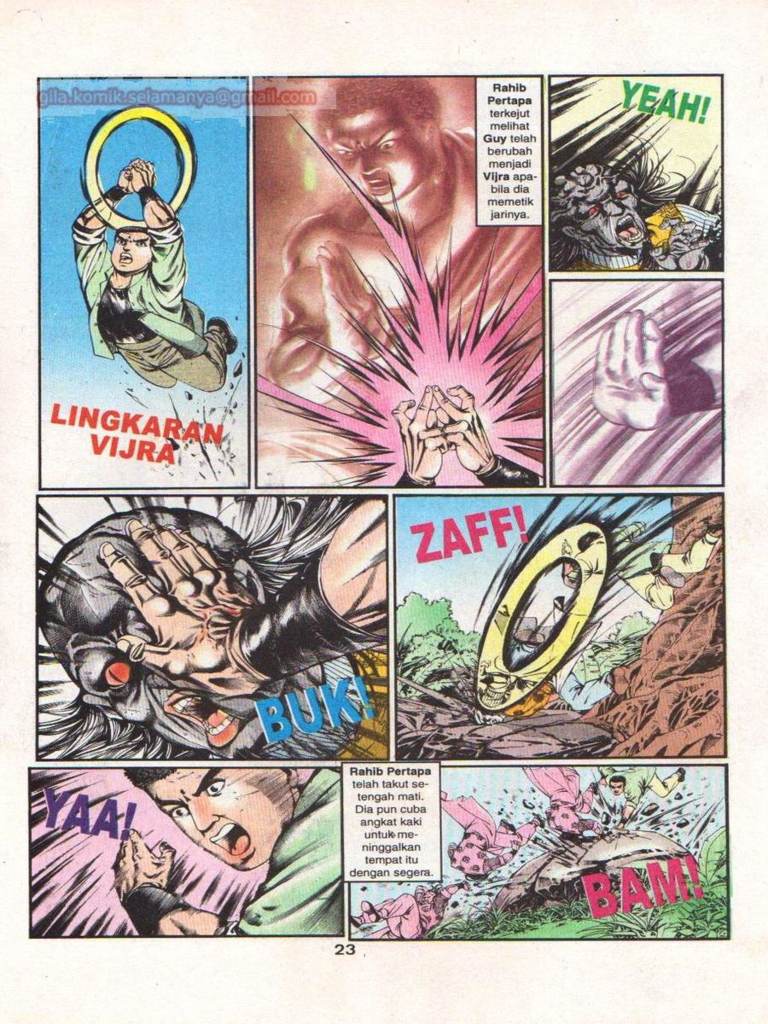 gila.komik.selamanya@gmail.com
LINGKARAN
VIJRA
Rahib
Pertapa
terkejut
melihat
Guy telah
berubah
menjadi
Vijra apa-
bila dia
memetik
jarinya.
YEAH!
BUK!
ZAFF!
YAA!
Rahib Pertapa
telah takut se-
tengah mati.
Dia pun cuba
angkat kaki
untuk me-
ninggalkan
tempat itu
dengan segera.
BAM!
23